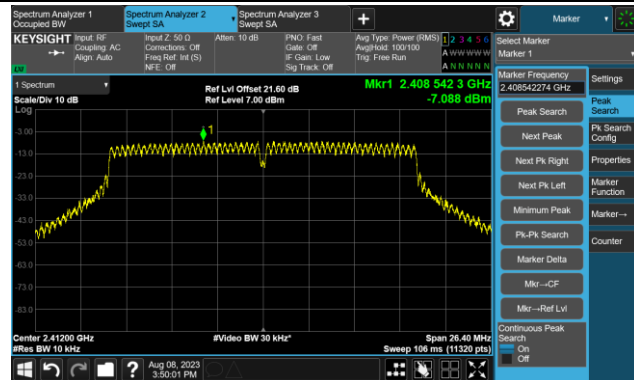 Spectrum Analyzer 1
Occupied BW
Spectrum Analyzer 2
Swept SA
Spectrum Analyzer 3
Swept SA
Marker
KEYSIGHT
Input: RF
Coupling: AC
Align: Auto
Input Z: 50 Ω
Corrections: Off
Freq Ref: Int (S)
NFE: Off
Atten: 10 dB
PNO: Fast
Gate: Off
IF Gain: Low
Sig Track: Off
Avg Type: Power (RMS)
Avg|Hold: 100/100
Trig: Free Run
1 2 3 4 5 6
A W W W W W
A N N N N N
Select Marker
Marker 1
1 Spectrum
Scale/Div 10 dB
Log
Ref Lvl Offset 21.60 dB
Ref Level 7.00 dBm
Mkr1 2.408 542 3 GHz
-7.088 dBm
1
-3.00
-13.0
-23.0
-33.0
-43.0
-53.0
-63.0
-73.0
-83.0
Center 2.41200 GHz
#Res BW 10 kHz
#Video BW 30 kHz*
Span 26.40 MHz
Sweep 106 ms (11320 pts)
Marker Frequency
2.408542274 GHz
Peak Search
Next Peak
Next Pk Right
Next Pk Left
Minimum Peak
Pk-Pk Search
Marker Delta
Mkr→CF
Mkr→Ref Lvl
Continuous Peak
Search
On
Off
Settings
Peak
Search
Pk Search
Config
Properties
Marker
Function
Marker→
Counter
?
Aug 08, 2023
3:50:01 PM